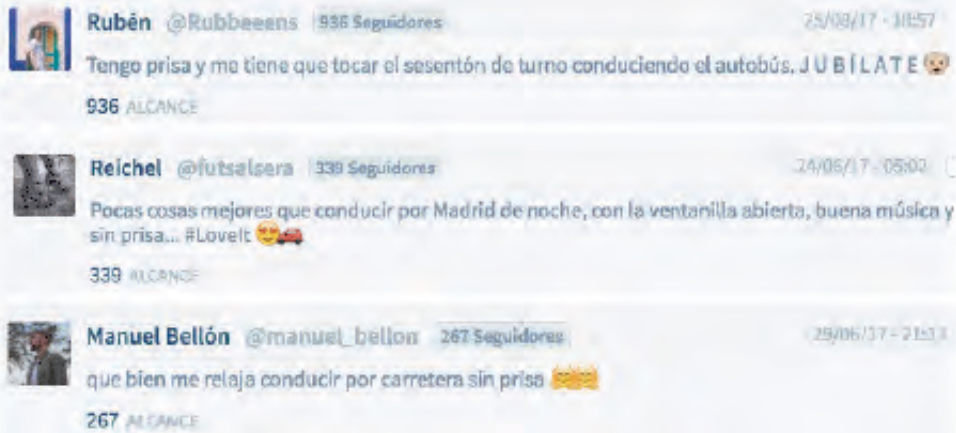 Rubén @Rubbeeens 936 Seguidores
Tengo prisa y me tiene que tocar el sesentón de turno conduciendo el autobús. J U B Í L A T E
936 ALCANCE
Reichel @futsalsera 339 Seguidores
Pocas cosas mejores que conducir por Madrid de noche, con la ventanilla abierta, buena música y
sin prisa... #LoveIt
339 ALCANCE
Manuel Bellón @manuel_bellon 267 Seguidores
que bien me relaja conducir por carretera sin prisa
267 ALCANCE